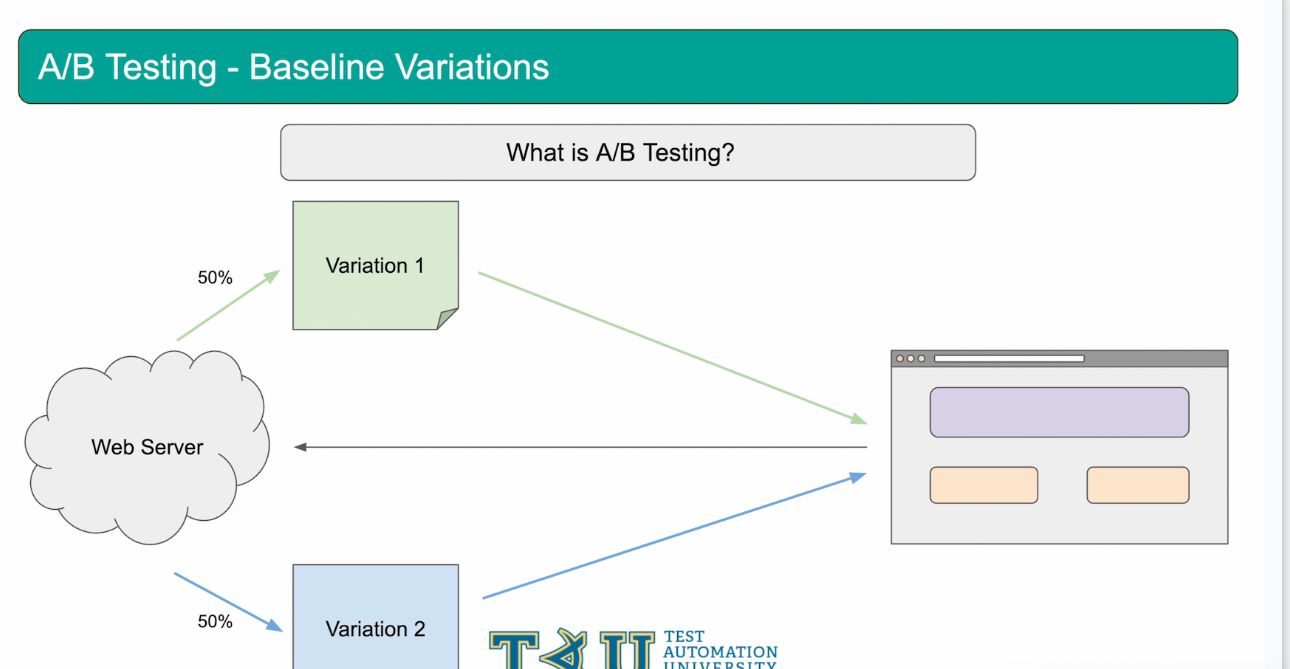 A/B Testing - Baseline Variations
What is A/B Testing?
50%
Variation 1
Web Server
50%
Variation 2
TAU
TEST
AUTOMATION
UNIVERSITY